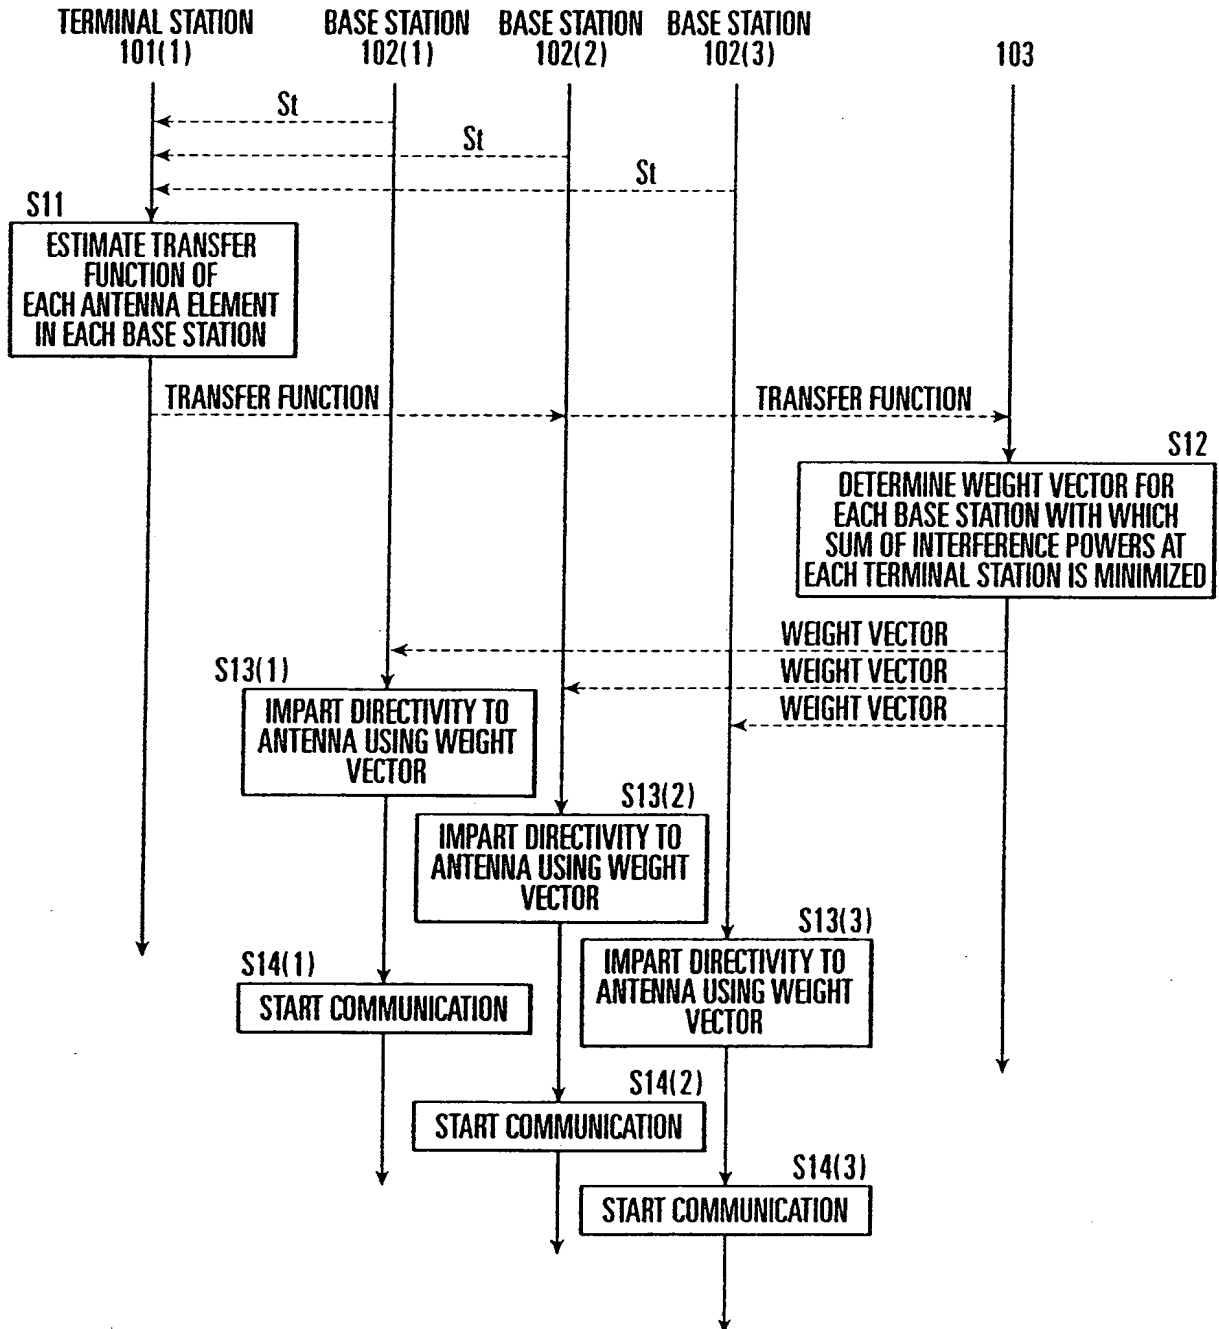 TERMINAL STATION
101(1)
BASE STATION
102(1)
BASE STATION
102(2)
BASE STATION
102(3)
103
St
St
St
S11
ESTIMATE TRANSFER
FUNCTION OF
EACH ANTENNA ELEMENT
IN EACH BASE STATION
TRANSFER FUNCTION
TRANSFER FUNCTION
S12
DETERMINE WEIGHT VECTOR FOR
EACH BASE STATION WITH WHICH
SUM OF INTERFERENCE POWERS AT
EACH TERMINAL STATION IS MINIMIZED
WEIGHT VECTOR
WEIGHT VECTOR
WEIGHT VECTOR
S13(1)
IMPART DIRECTIVITY TO
ANTENNA USING WEIGHT
VECTOR
S13(2)
IMPART DIRECTIVITY TO
ANTENNA USING WEIGHT
VECTOR
S13(3)
IMPART DIRECTIVITY TO
ANTENNA USING WEIGHT
VECTOR
S14(1)
START COMMUNICATION
S14(2)
START COMMUNICATION
S14(3)
START COMMUNICATION